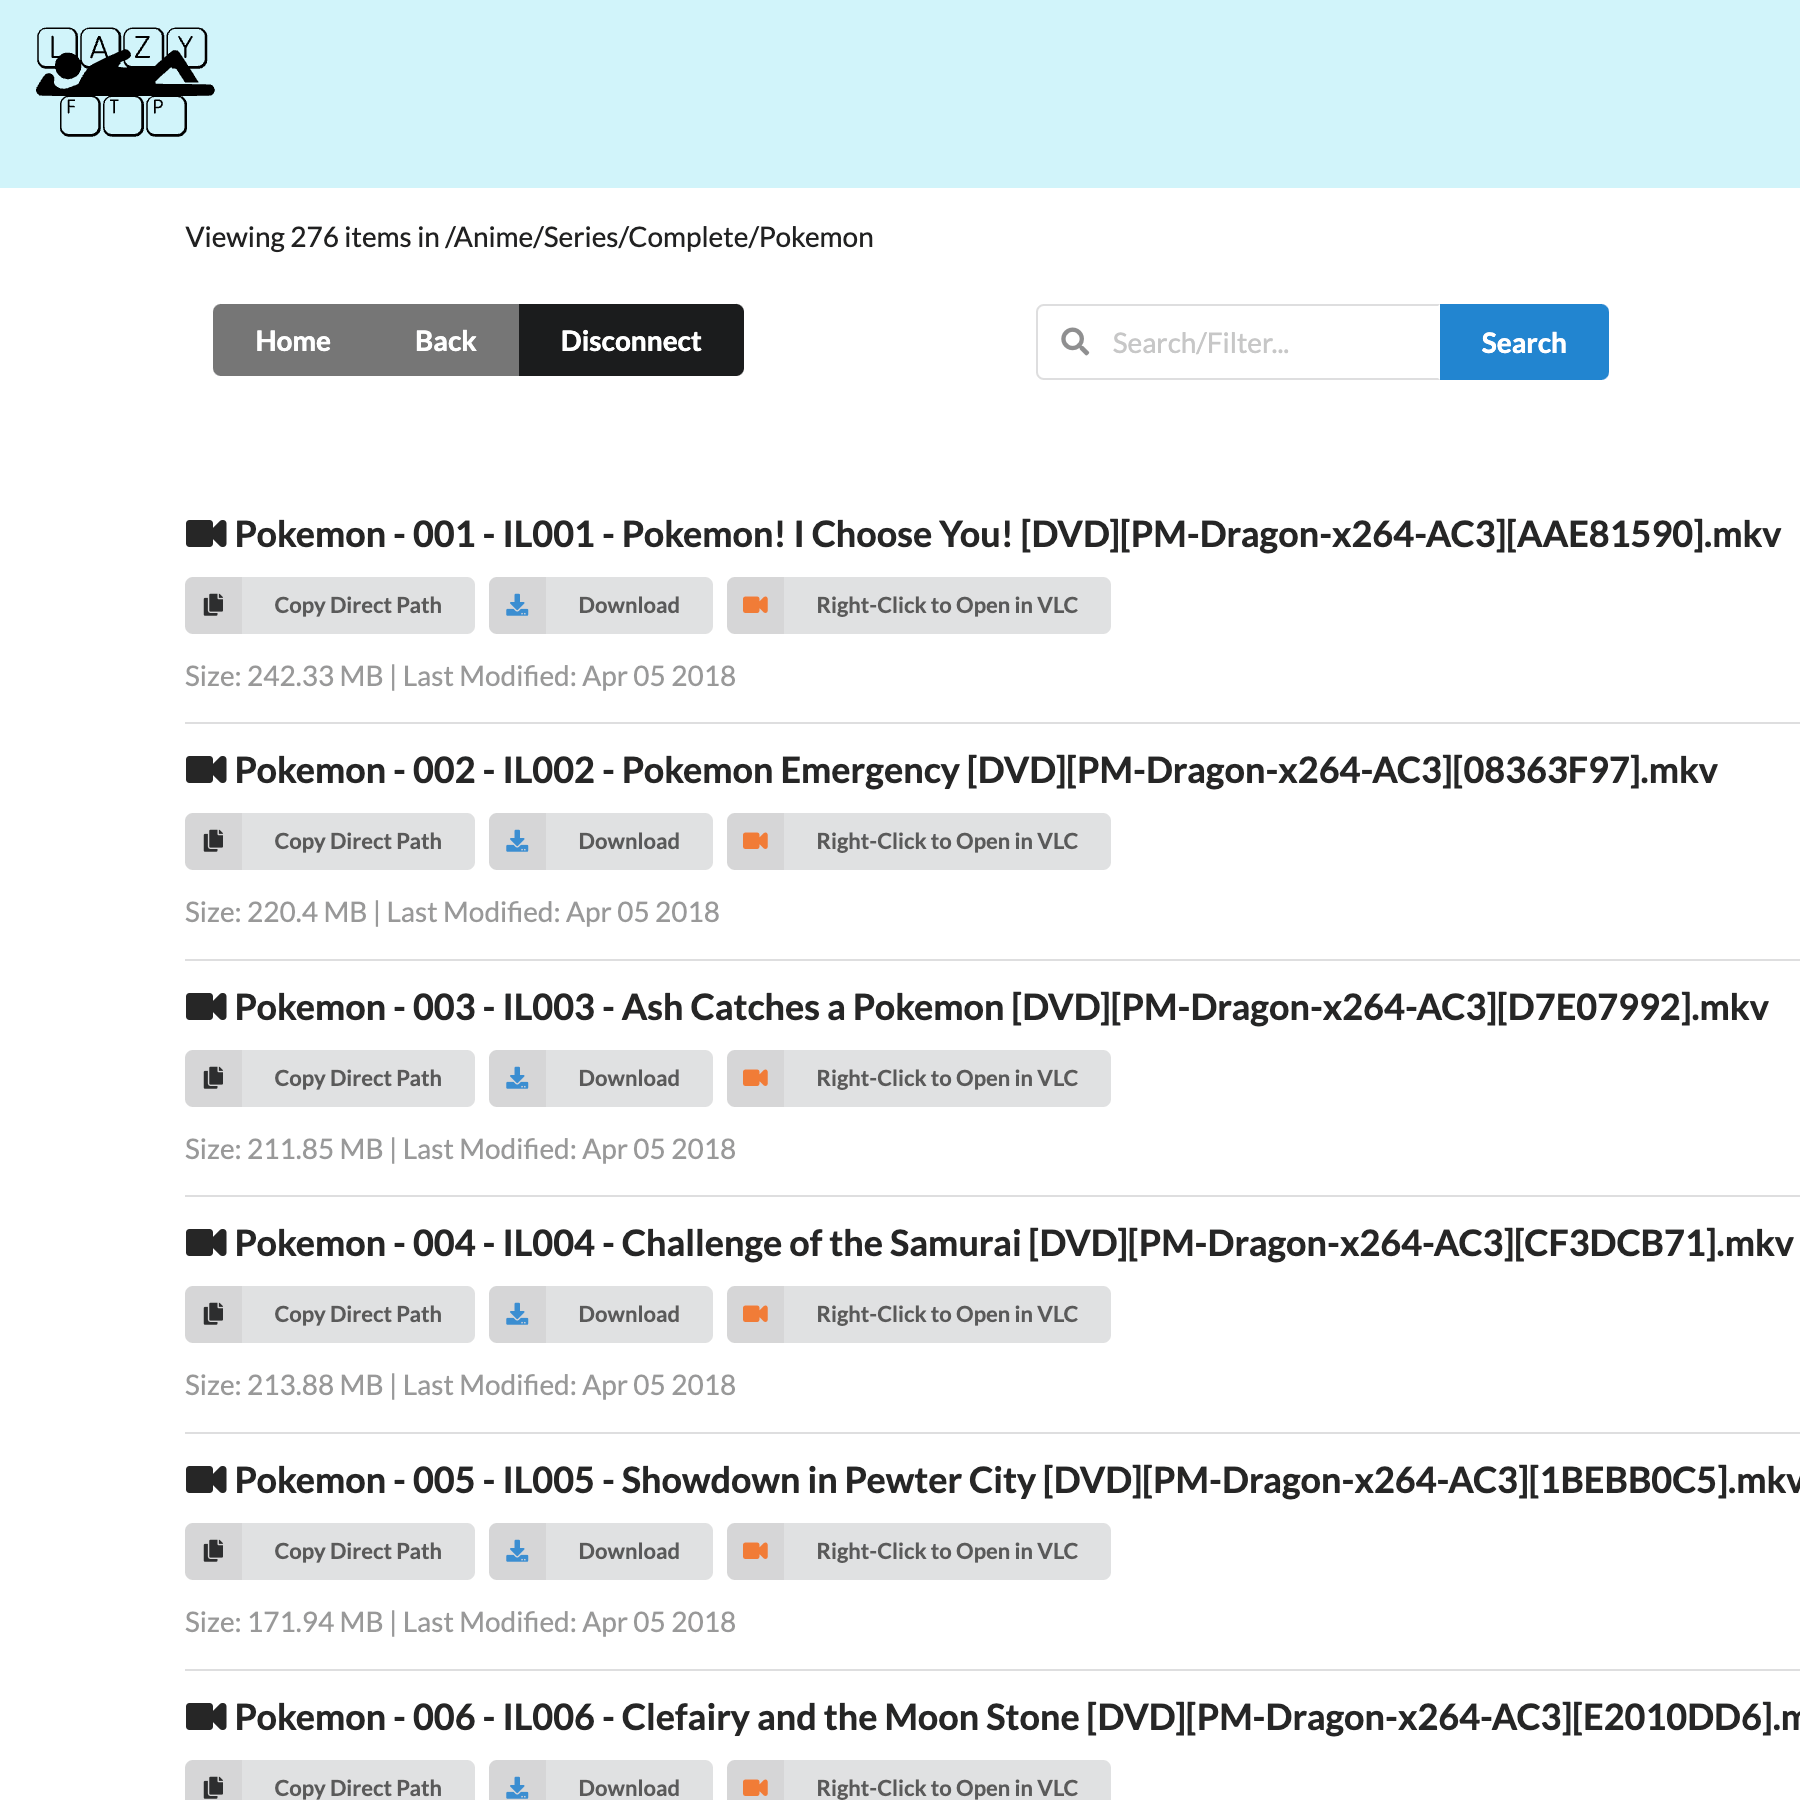 LAZY
FTP
Viewing 276 items in /Anime/Series/Complete/Pokemon
Home Back Disconnect Search/Filter... Search
Pokemon - 001 - IL001 - Pokemon! I Choose You! [DVD][PM-Dragon-x264-AC3][AAE81590].mkv
Copy Direct Path Download Right-Click to Open in VLC
Size: 242.33 MB | Last Modified: Apr 05 2018
Pokemon - 002 - IL002 - Pokemon Emergency [DVD][PM-Dragon-x264-AC3][08363F97].mkv
Copy Direct Path Download Right-Click to Open in VLC
Size: 220.4 MB | Last Modified: Apr 05 2018
Pokemon - 003 - IL003 - Ash Catches a Pokemon [DVD][PM-Dragon-x264-AC3][D7E07992].mkv
Copy Direct Path Download Right-Click to Open in VLC
Size: 211.85 MB | Last Modified: Apr 05 2018
Pokemon - 004 - IL004 - Challenge of the Samurai [DVD][PM-Dragon-x264-AC3][CF3DCB71].mkv
Copy Direct Path Download Right-Click to Open in VLC
Size: 213.88 MB | Last Modified: Apr 05 2018
Pokemon - 005 - IL005 - Showdown in Pewter City [DVD][PM-Dragon-x264-AC3][1BEBB0C5].mkv
Copy Direct Path Download Right-Click to Open in VLC
Size: 171.94 MB | Last Modified: Apr 05 2018
Pokemon - 006 - IL006 - Clefairy and the Moon Stone [DVD][PM-Dragon-x264-AC3][E2010DD6].m
Copy Direct Path Download Right-Click to Open in VLC